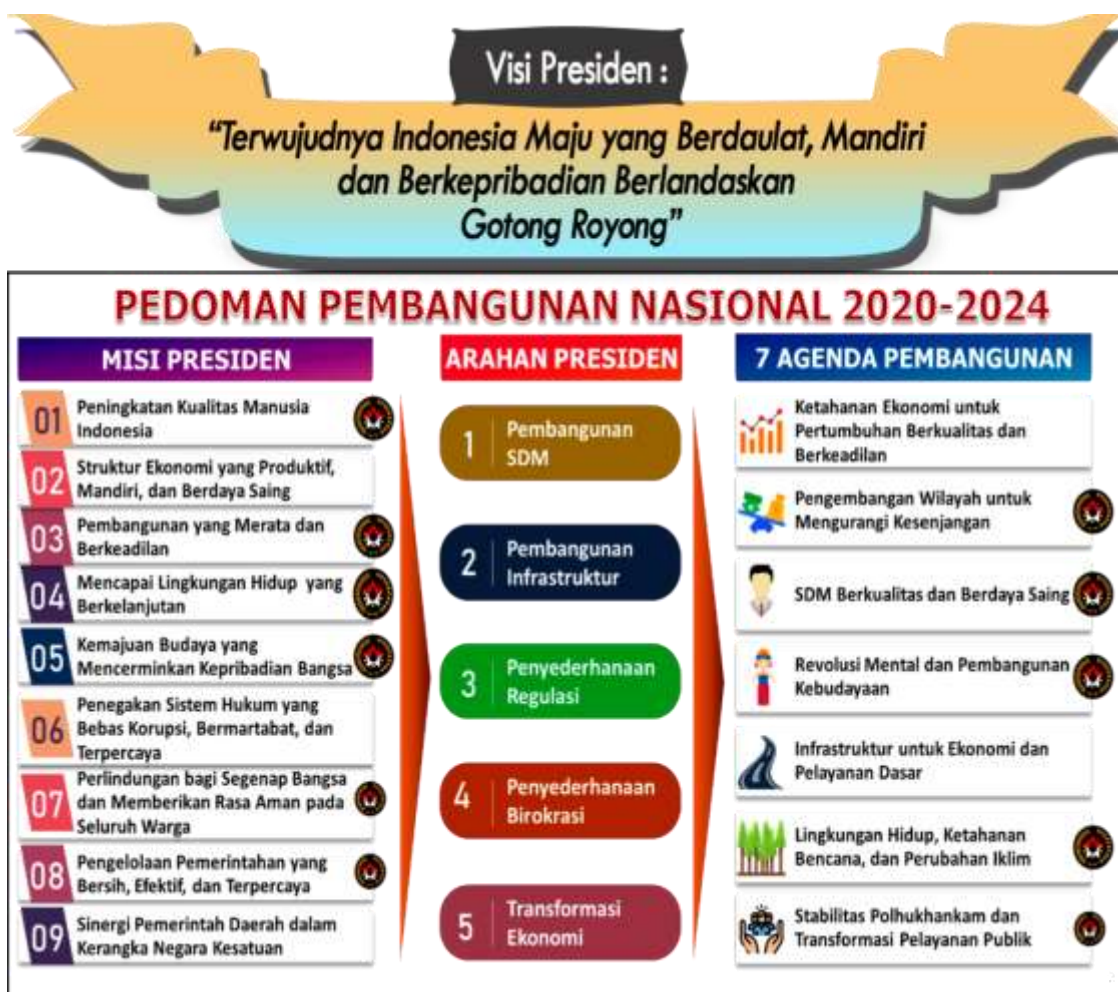 Visi Presiden :
“Terwujudnya Indonesia Maju yang Berdaulat, Mandiri
dan Berkepribadian Berlandaskan
Gotong Royong”
PEDOMAN PEMBANGUNAN NASIONAL 2020-2024
MISI PRESIDEN
01
Peningkatan Kualitas Manusia
Indonesia
02
Struktur Ekonomi yang Produktif,
Mandiri, dan Berdaya Saing
03
Pembangunan yang Merata dan
Berkeadilan
04
Mencapai Lingkungan Hidup yang
Berkelanjutan
05
Kemajuan Budaya yang
Mencerminkan Kepribadian Bangsa
06
Penegakan Sistem Hukum yang
Bebas Korupsi, Bermartabat, dan
Terpercaya
07
Perlindungan bagi Segenap Bangsa
dan Memberikan Rasa Aman pada
Seluruh Warga
08
Pengelolaan Pemerintahan yang
Bersih, Efektif, dan Terpercaya
09
Sinergi Pemerintah Daerah dalam
Kerangka Negara Kesatuan
ARAHAN PRESIDEN
1
Pembangunan
SDM
2
Pembangunan
Infrastruktur
3
Penyederhanaan
Regulasi
4
Penyederhanaan
Birokrasi
5
Transformasi
Ekonomi
7 AGENDA PEMBANGUNAN
Ketahanan Ekonomi untuk
Pertumbuhan Berkualitas dan
Berkeadilan
Pengembangan Wilayah untuk
Mengurangi Kesenjangan
SDM Berkualitas dan Berdaya Saing
Revolusi Mental dan Pembangunan
Kebudayaan
Infrastruktur untuk Ekonomi dan
Pelayanan Dasar
Lingkungan Hidup, Ketahanan
Bencana, dan Perubahan Iklim
Stabilitas Polhukhankam dan
Transformasi Pelayanan Publik